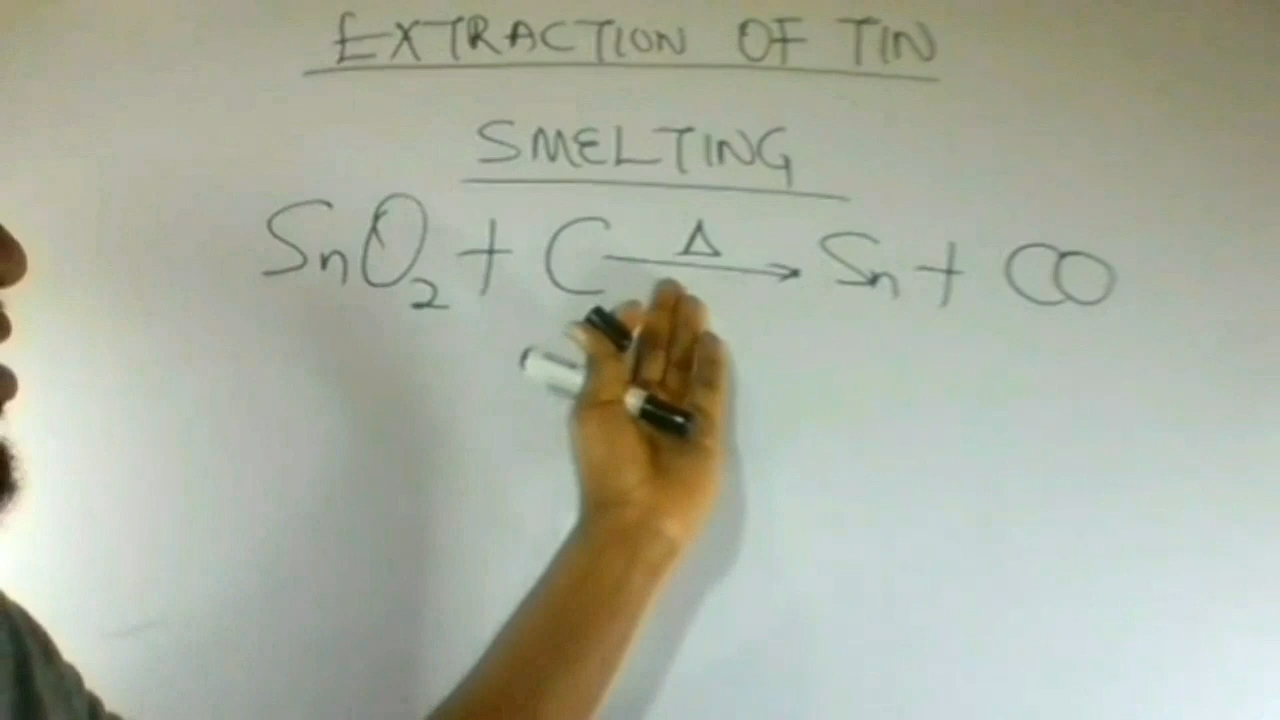 EXTRACTION OF TIN
SMELTING
SnO₂ + C —Δ→ Sn + CO